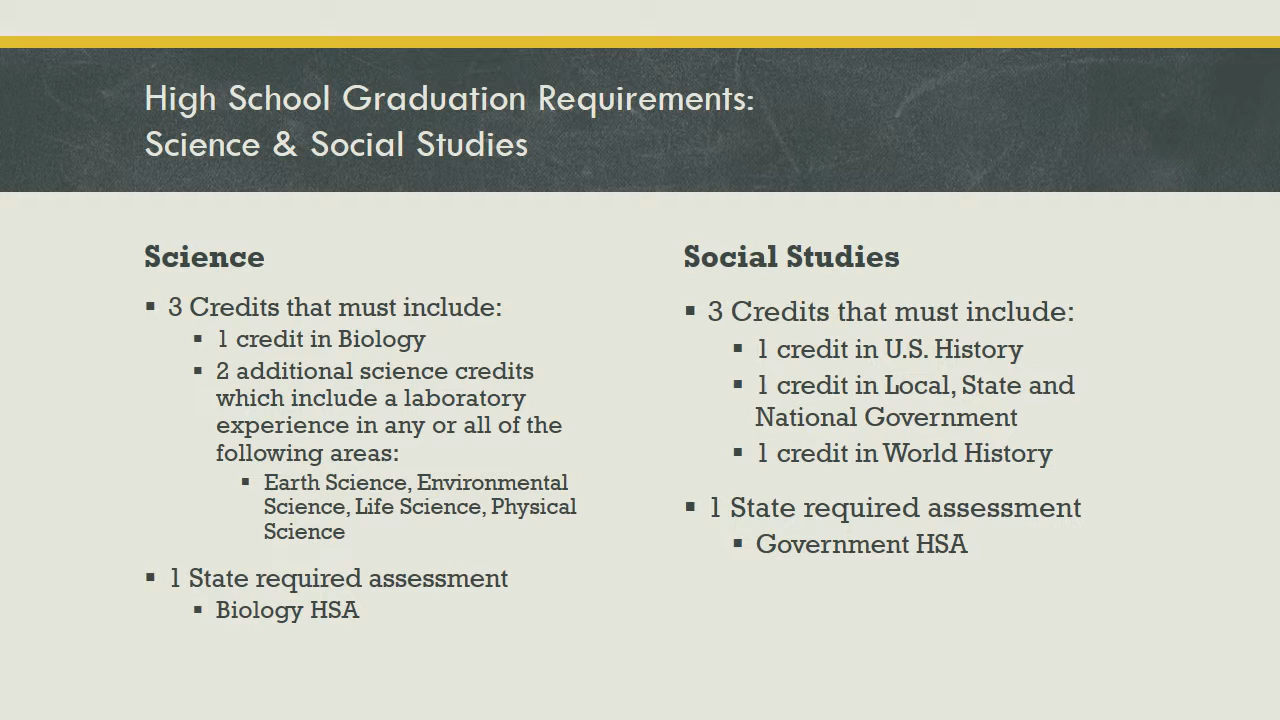 High School Graduation Requirements:
Science & Social Studies
Science
▪ 3 Credits that must include:
▪ 1 credit in Biology
▪ 2 additional science credits
which include a laboratory
experience in any or all of the
following areas:
▪ Earth Science, Environmental
Science, Life Science, Physical
Science
▪ 1 State required assessment
▪ Biology HSA
Social Studies
▪ 3 Credits that must include:
▪ 1 credit in U.S. History
▪ 1 credit in Local, State and
National Government
▪ 1 credit in World History
▪ 1 State required assessment
▪ Government HSA